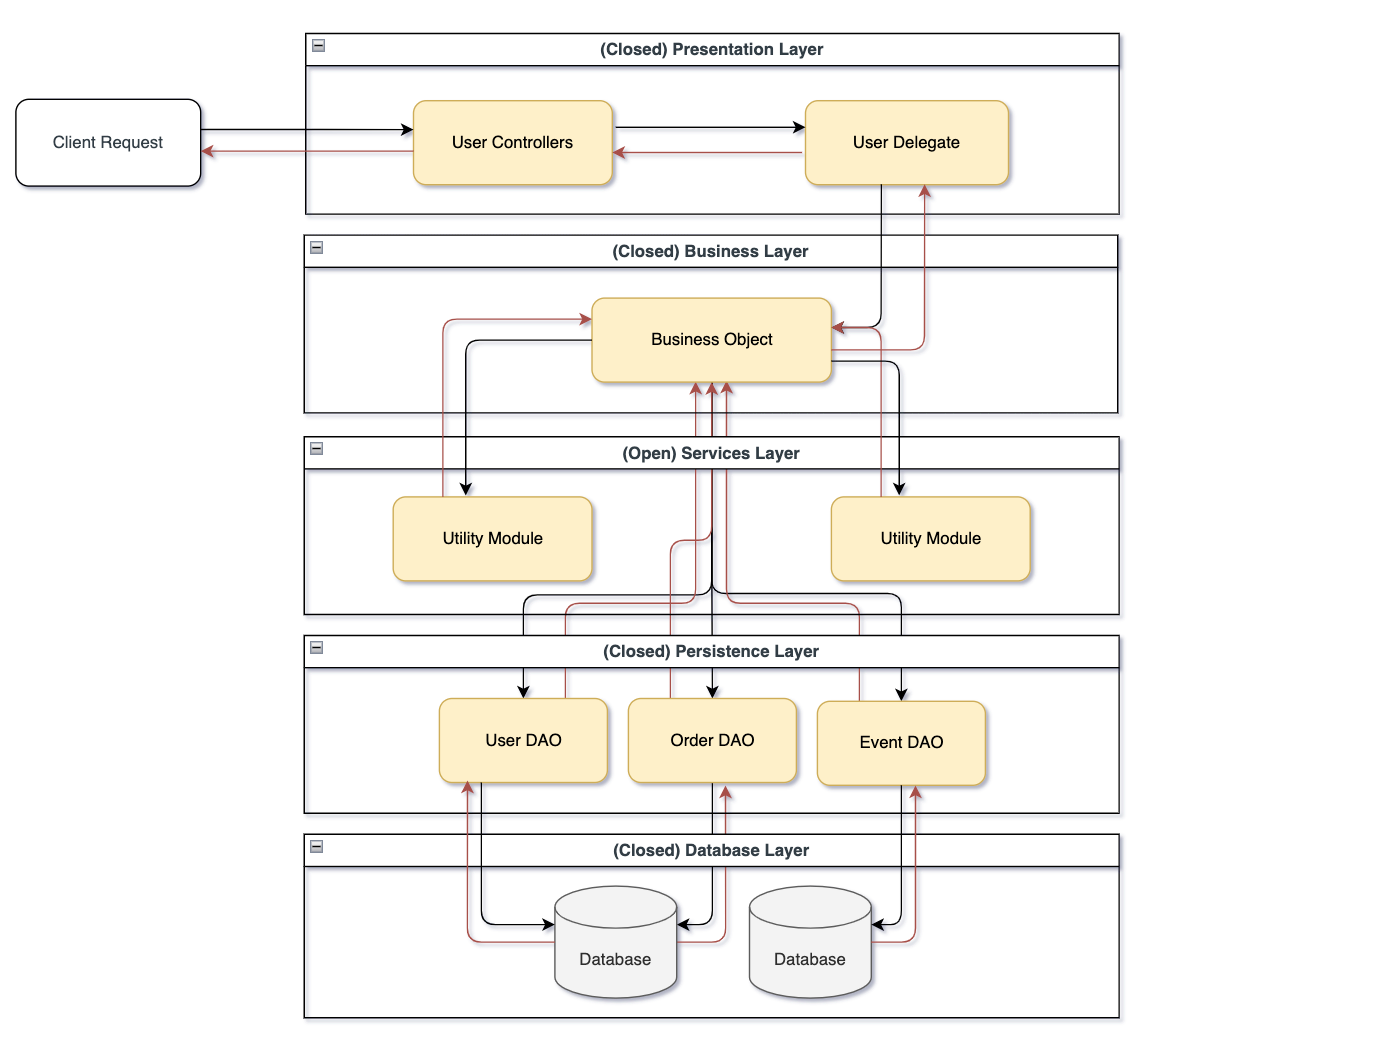 (Closed) Presentation Layer
Client Request
User Controllers
User Delegate
(Closed) Business Layer
Business Object
(Open) Services Layer
Utility Module
Utility Module
(Closed) Persistence Layer
User DAO
Order DAO
Event DAO
(Closed) Database Layer
Database
Database